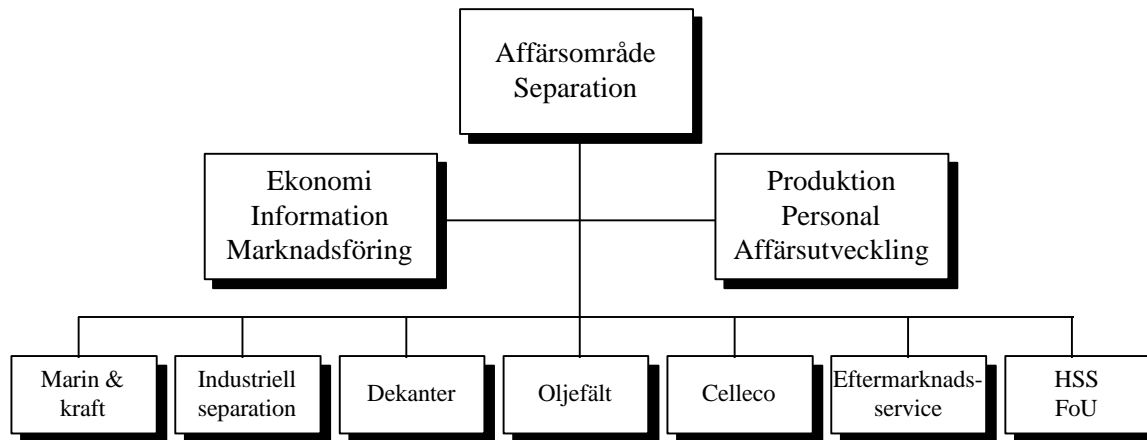 Affärsområde
Separation
Ekonomi
Information
Marknadsföring
Produktion
Personal
Affärsutveckling
Marin &
kraft
Industriell
separation
Dekanter
Oljefält
Celleco
Eftermarknads-
service
HSS
FoU